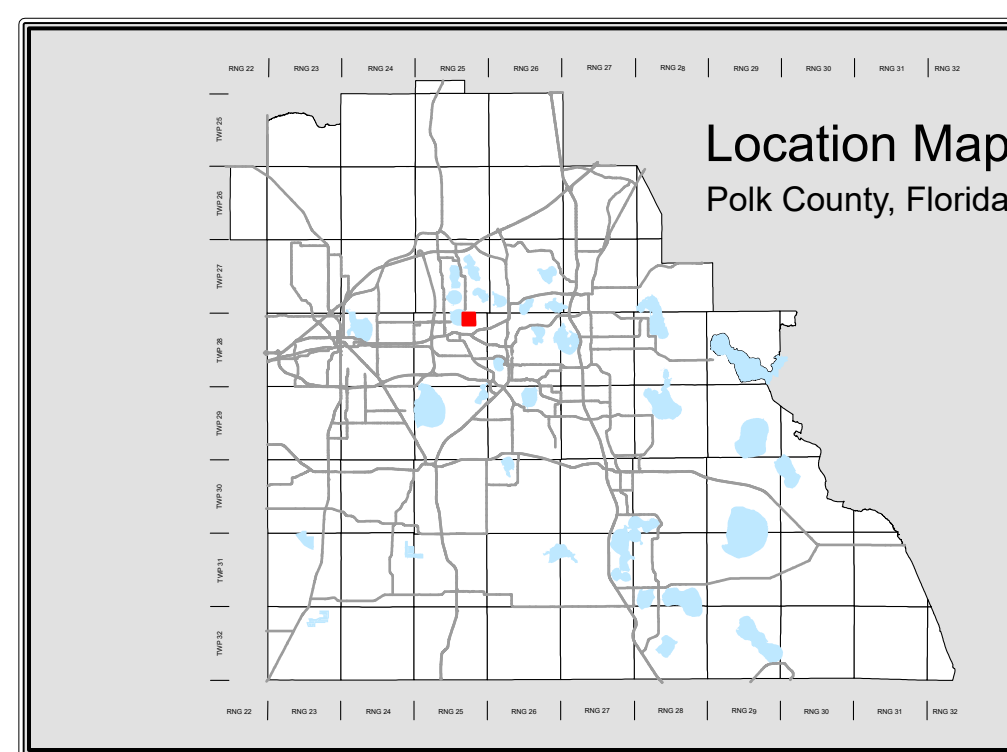 RNG 22 RNG 23 RNG 24 RNG 25 RNG 26 RNG 27 RNG 28 RNG 29 RNG 30 RNG 31 RNG 32
TWP 25
Location Map
Polk County, Florida
TWP 26
TWP 27
TWP 28
TWP 29
TWP 30
TWP 31
TWP 32
RNG 22 RNG 23 RNG 24 RNG 25 RNG 26 RNG 27 RNG 28 RNG 29 RNG 30 RNG 31 RNG 32